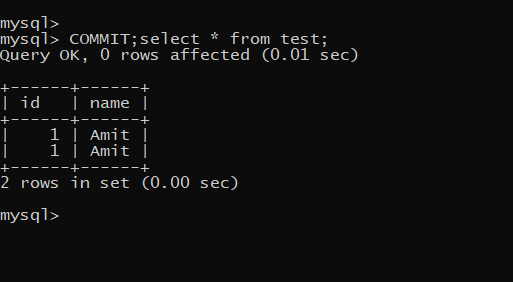 mysql>
mysql> COMMIT;select * from test;
Query OK, 0 rows affected (0.01 sec)
+------+------+
| id   | name |
+------+------+
|    1 | Amit |
|    1 | Amit |
+------+------+
2 rows in set (0.00 sec)
mysql>